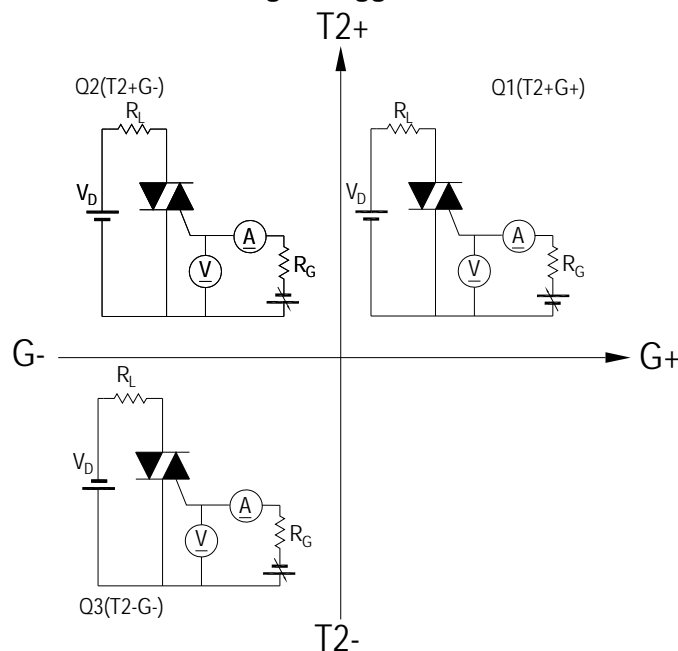 T2+
Q2(T2+G-)
Q1(T2+G+)
RL
RL
VD
VD
A
A
V
V
RG
RG
G-
G+
RL
VD
A
V
RG
Q3(T2-G-)
T2-